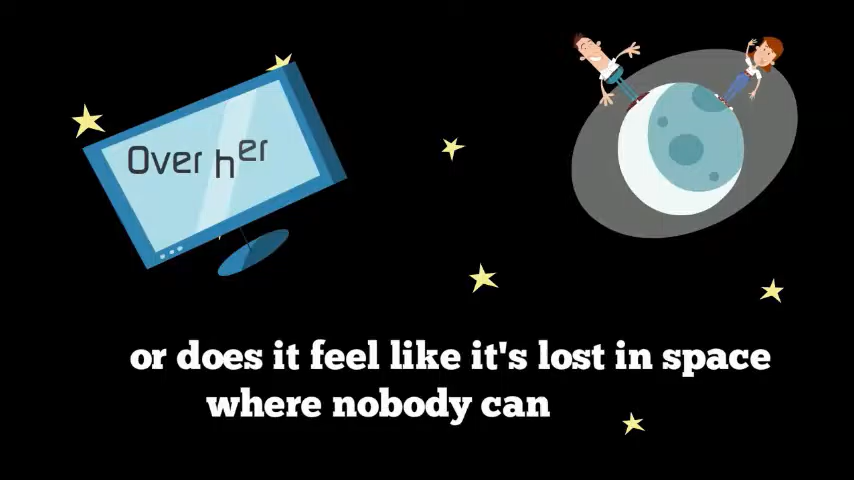 Over her
or does it feel like it's lost in space
where nobody can